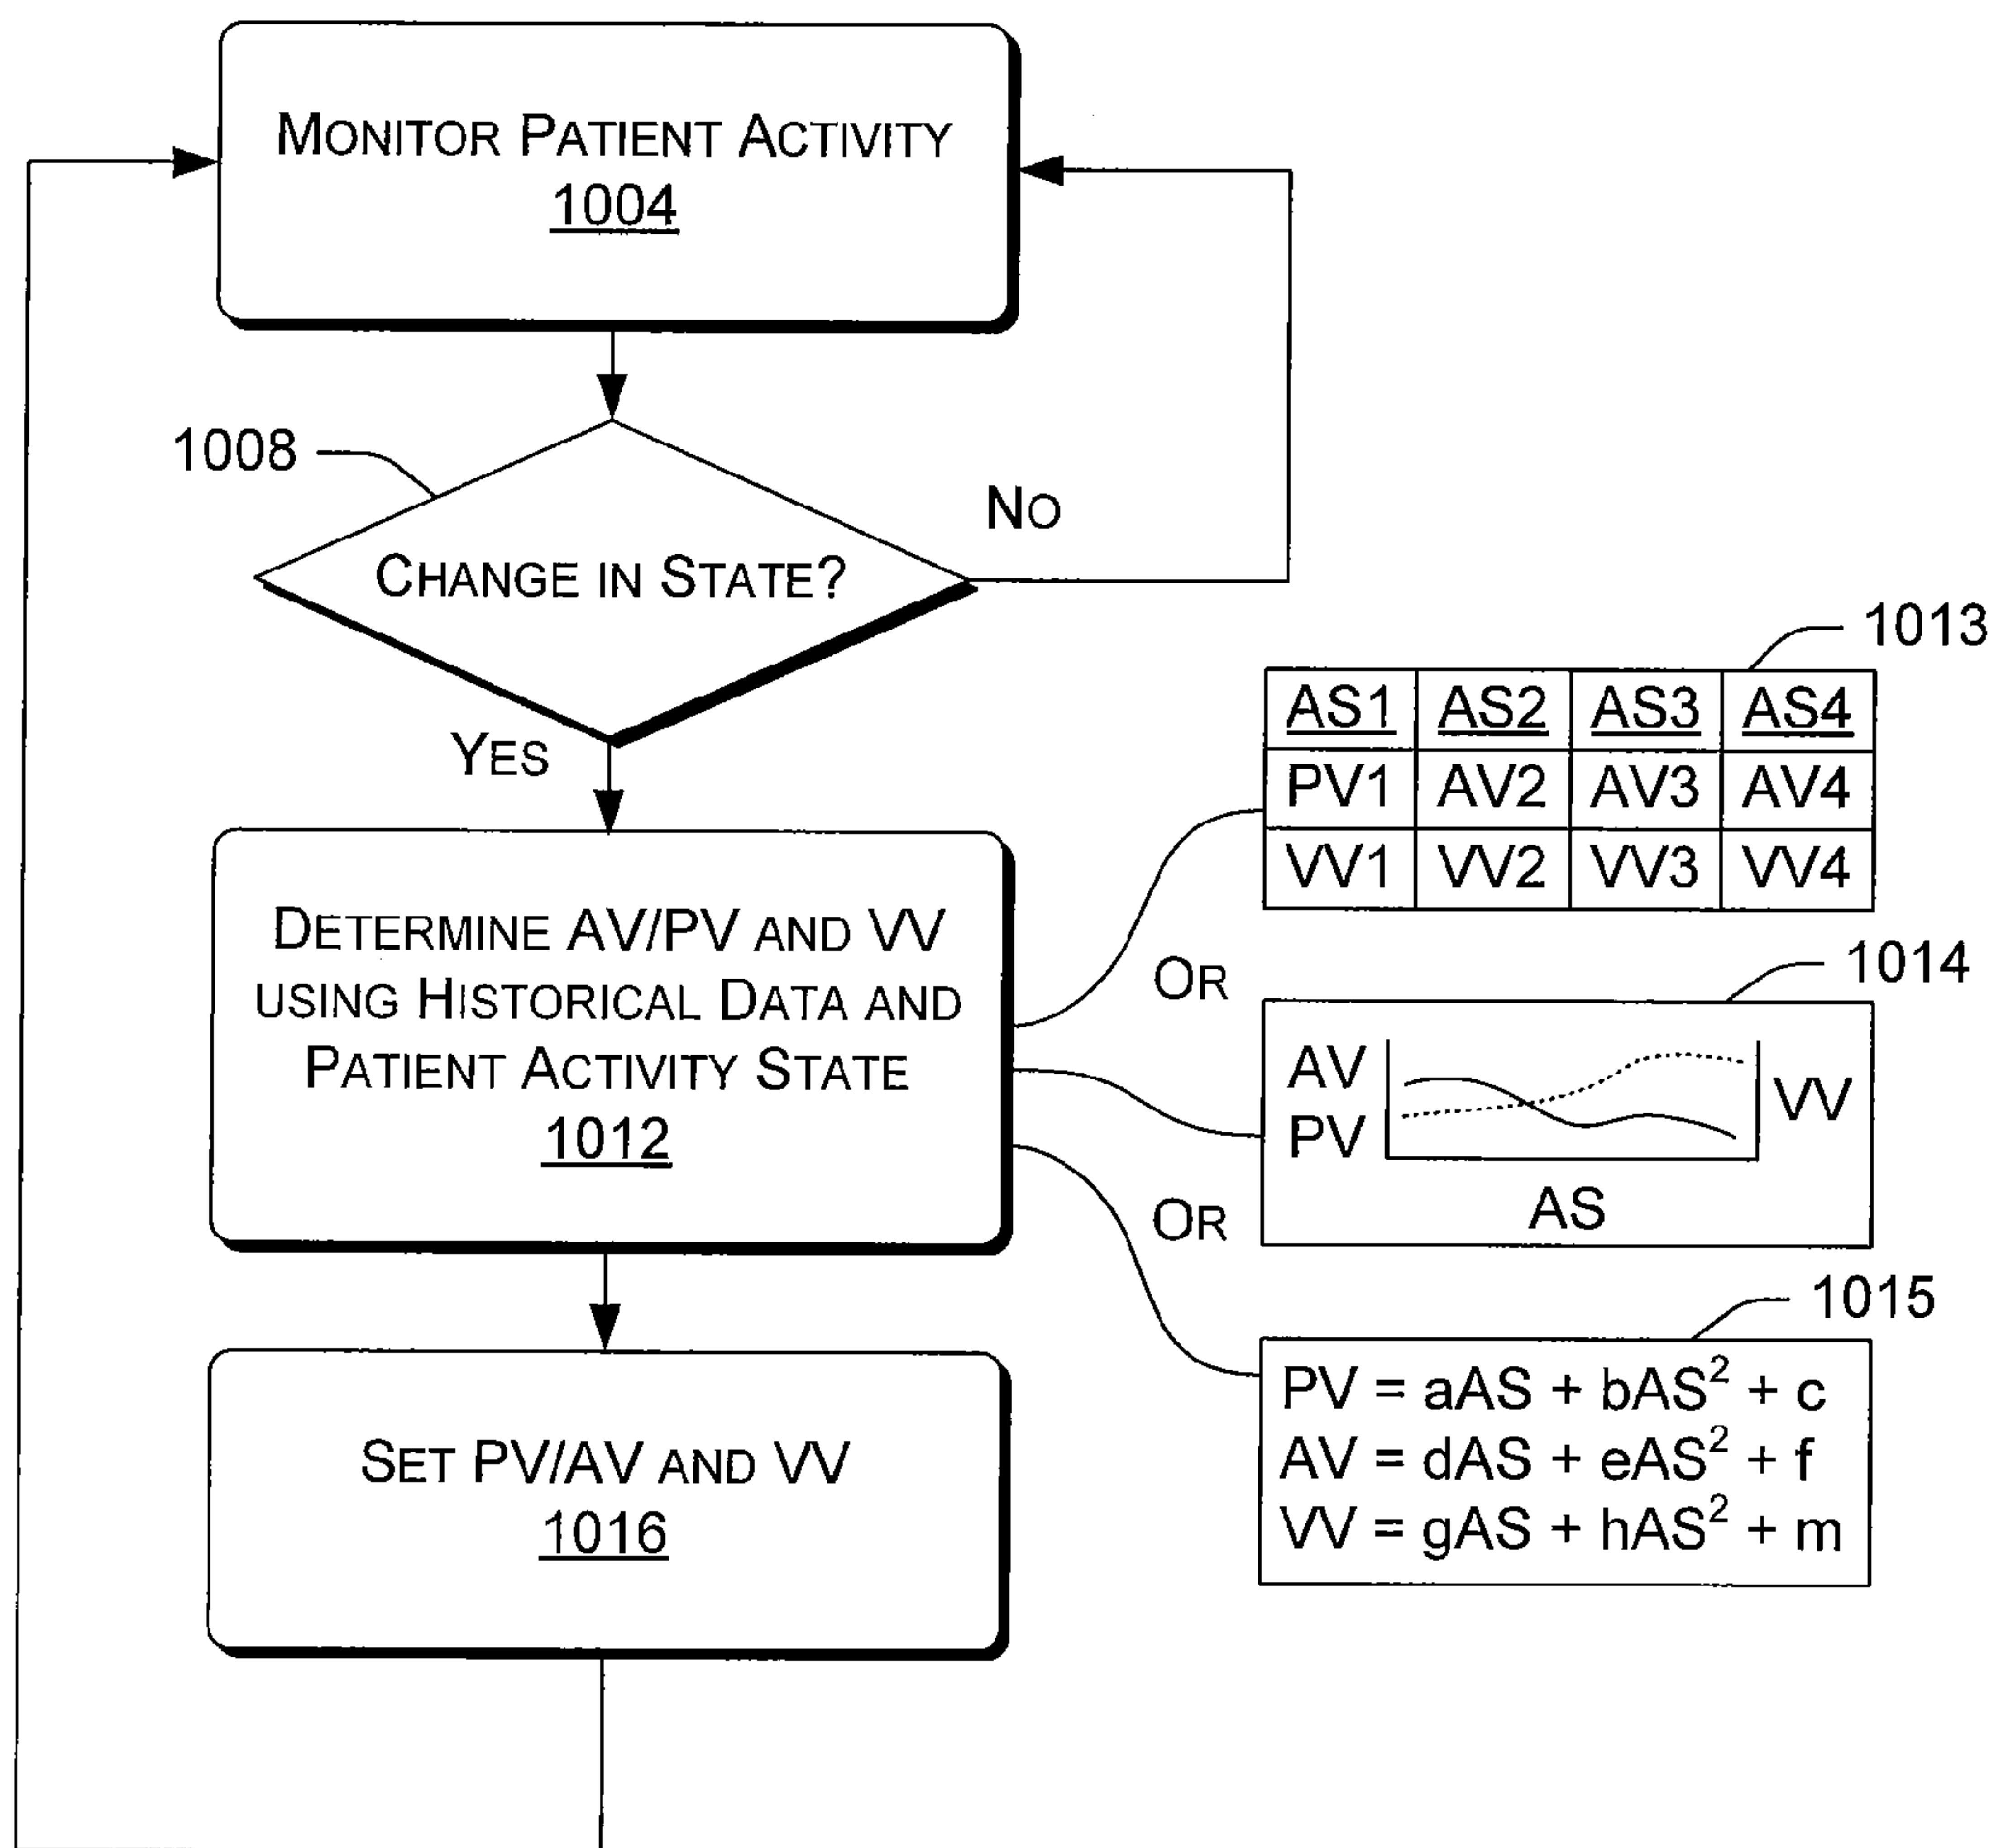 MONITOR PATIENT ACTIVITY
1004
1008
CHANGE IN STATE?
NO
YES
DETERMINE AV/PV AND VV
USING HISTORICAL DATA AND
PATIENT ACTIVITY STATE
1012
SET PV/AV AND VV
1016
1013
AS1 AS2 AS3 AS4
PV1 AV2 AV3 AV4
VV1 VV2 VV3 VV4
OR
1014
AV
PV
VV
AS
OR
1015
PV = aAS + bAS² + c
AV = dAS + eAS² + f
VV = gAS + hAS² + m